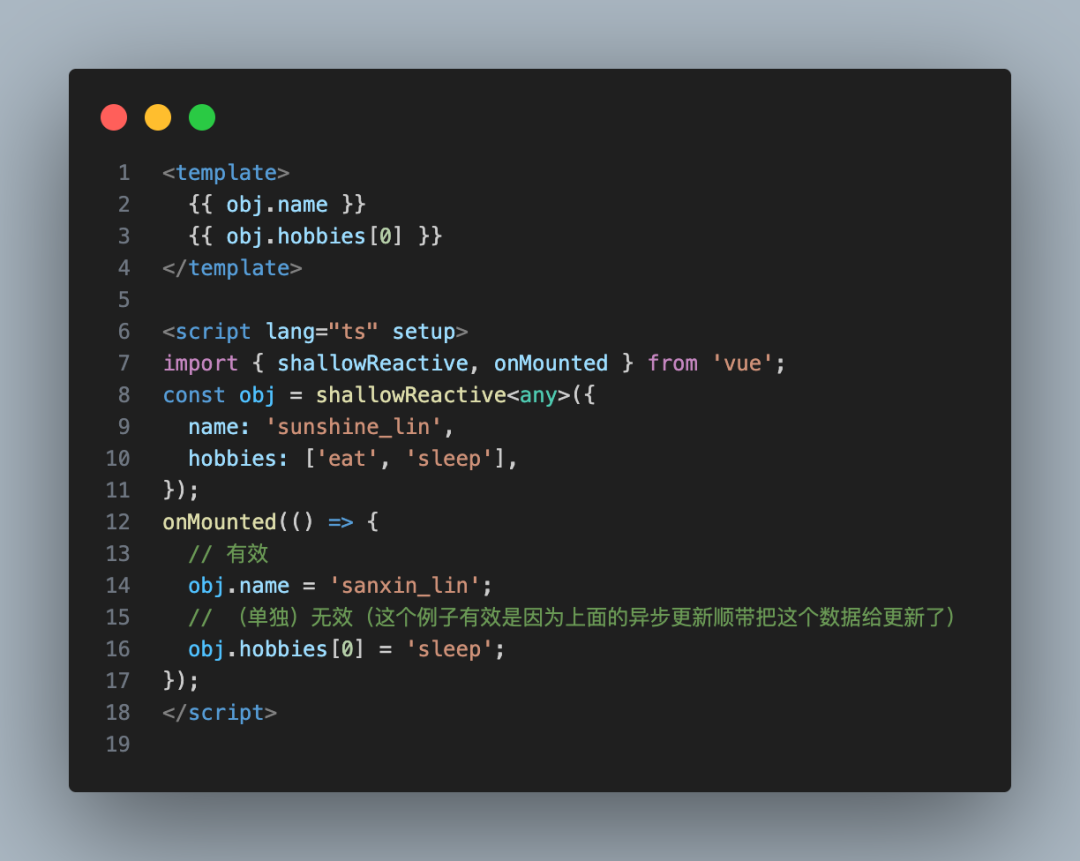 1 <template>
2   {{ obj.name }}
3   {{ obj.hobbies[0] }}
4 </template>
5
6 <script lang="ts" setup>
7 import { shallowReactive, onMounted } from 'vue';
8 const obj = shallowReactive<any>({
9   name: 'sunshine_lin',
10   hobbies: ['eat', 'sleep'],
11 });
12 onMounted(() => {
13   // 有效
14   obj.name = 'sanxin_lin';
15   // （单独）无效（这个例子有效是因为上面的异步更新顺带把这个数据给更新了）
16   obj.hobbies[0] = 'sleep';
17 });
18 </script>
19